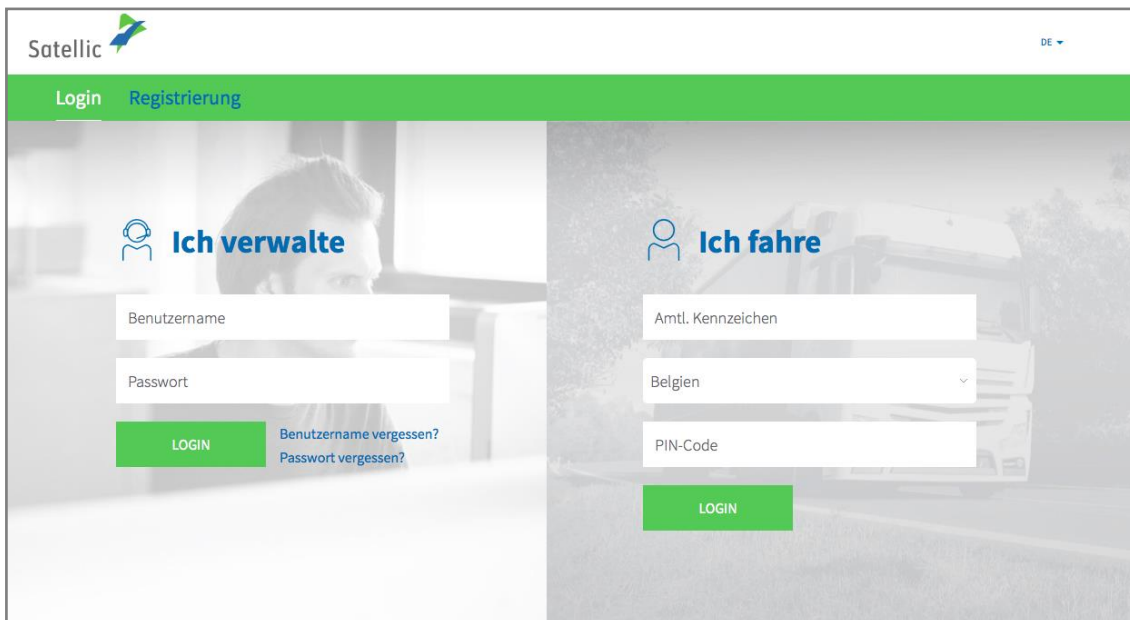 Satellic
DE
Login Registrierung
Ich verwalte
Benutzername
Passwort
LOGIN
Benutzername vergessen?
Passwort vergessen?
Ich fahre
Amtl. Kennzeichen
Belgien
PIN-Code
LOGIN